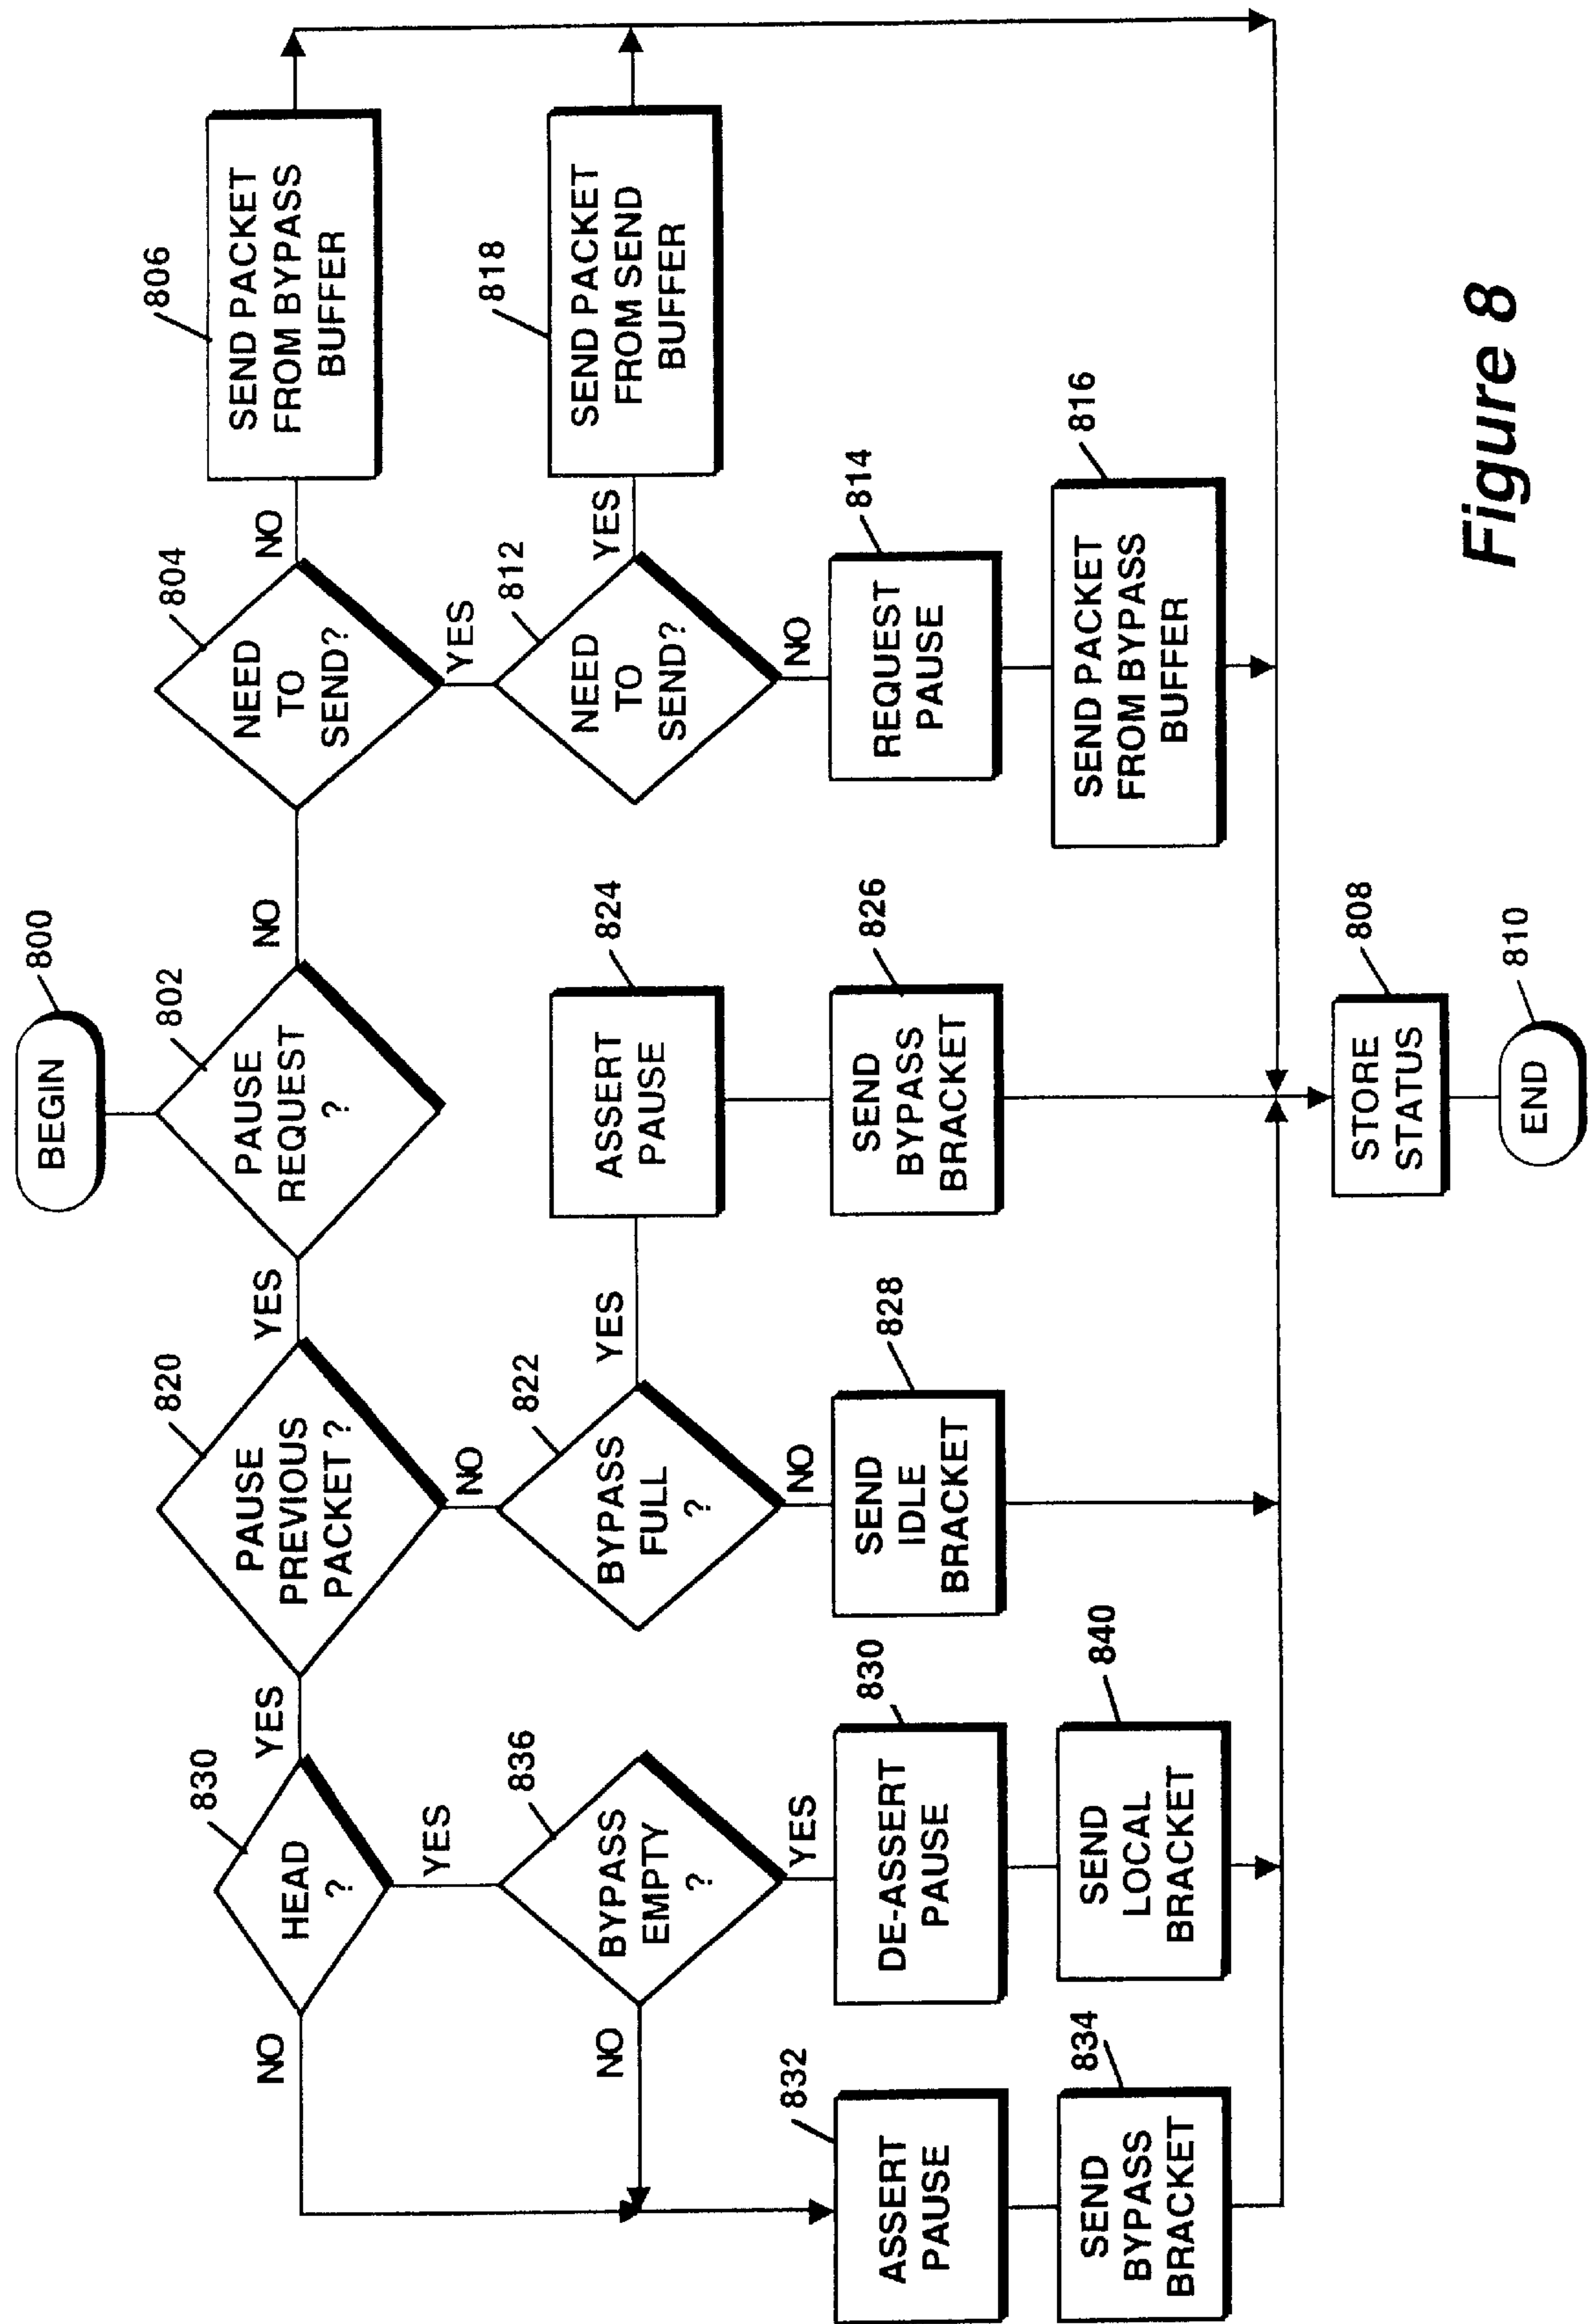 BEGIN
800
PAUSE
REQUEST
?
802
YES
NO
PAUSE
PREVIOUS
PACKET ?
820
YES
NO
HEAD
?
830
NO
YES
NEED
TO
SEND?
804
NO
YES
SEND PACKET
FROM BYPASS
BUFFER
806
BYPASS
EMPTY
?
836
NO
YES
BYPASS
FULL
?
822
YES
NO
ASSERT
PAUSE
824
NEED
TO
SEND?
812
YES
NO
SEND PACKET
FROM SEND
BUFFER
818
ASSERT
PAUSE
832
DE-ASSERT
PAUSE
830
SEND
IDLE
BRACKET
828
SEND
BYPASS
BRACKET
826
REQUEST
PAUSE
814
SEND
BYPASS
BRACKET
834
SEND
LOCAL
BRACKET
840
SEND PACKET
FROM BYPASS
BUFFER
816
STORE
STATUS
808
END
810
Figure 8